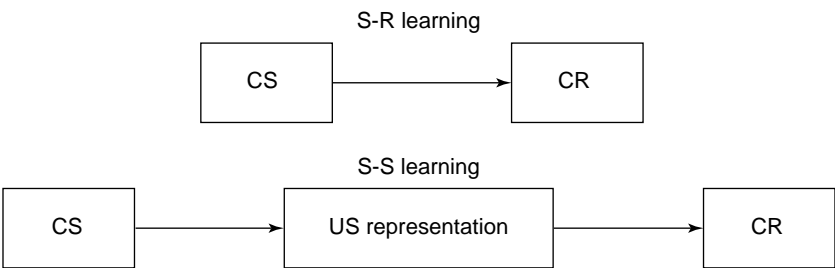 S-R learning
CS CR
S-S learning
CS US representation CR